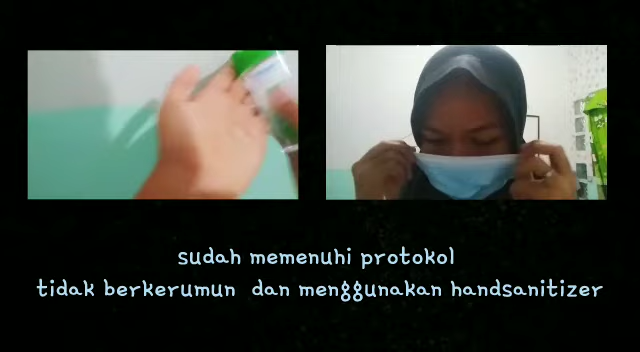 sudah memenuhi protokol
tidak berkerumun dan menggunakan handsanitizer